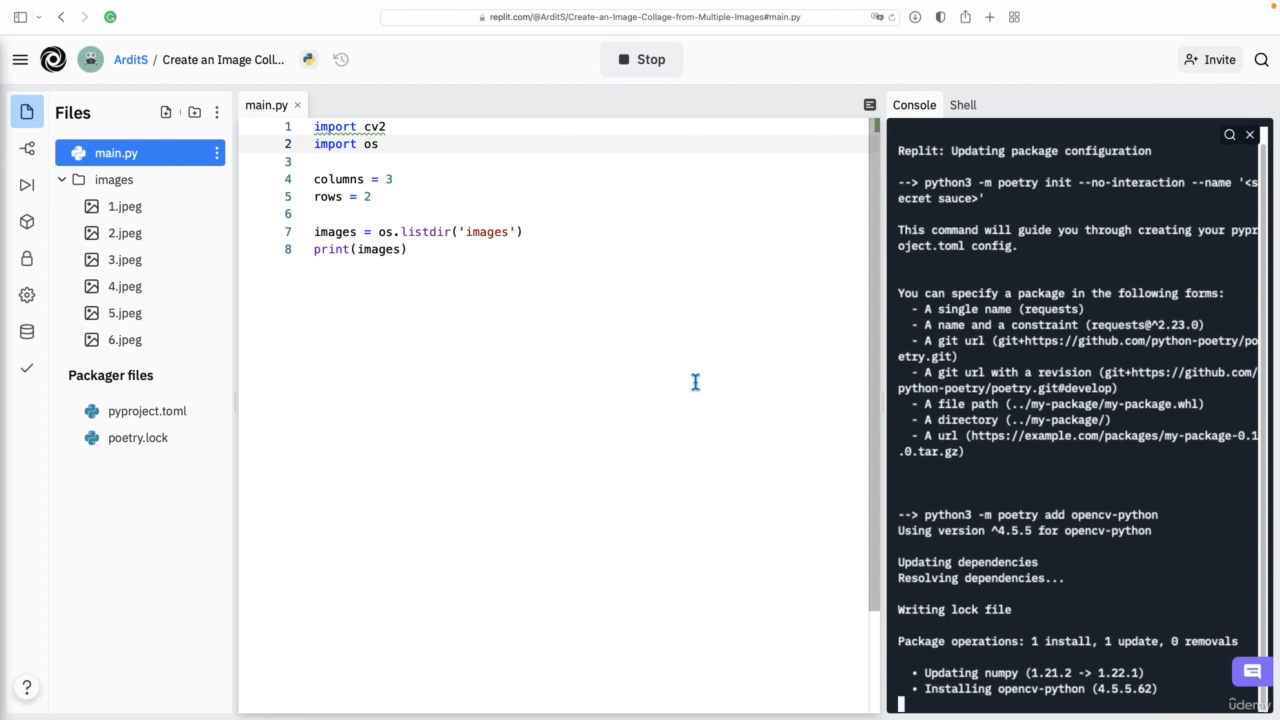 replit.com/@ArditS/Create-an-Image-Collage-from-Multiple-Images#main.py
ArditS / Create an Image Coll...
Stop
Invite
Files
main.py
images
1.jpeg
2.jpeg
3.jpeg
4.jpeg
5.jpeg
6.jpeg
Packager files
pyproject.toml
poetry.lock
?
main.py ×
1 import cv2
2 import os
3
4 columns = 3
5 rows = 2
6
7 images = os.listdir('images')
8 print(images)
Console Shell
Replit: Updating package configuration
--> python3 -m poetry init --no-interaction --name '<s
ecret sauce>'
This command will guide you through creating your pypr
oject.toml config.
You can specify a package in the following forms:
- A single name (requests)
- A name and a constraint (requests@^2.23.0)
- A git url (git+https://github.com/python-poetry/po
etry.git)
- A git url with a revision (git+https://github.com/
python-poetry/poetry.git#develop)
- A file path (../my-package/my-package.whl)
- A directory (../my-package/)
- A url (https://example.com/packages/my-package-0.1
.0.tar.gz)
--> python3 -m poetry add opencv-python
Using version ^4.5.5 for opencv-python
Updating dependencies
Resolving dependencies...
Writing lock file
Package operations: 1 install, 1 update, 0 removals
• Updating numpy (1.21.2 -> 1.22.1)
• Installing opencv-python (4.5.5.62)
udemy